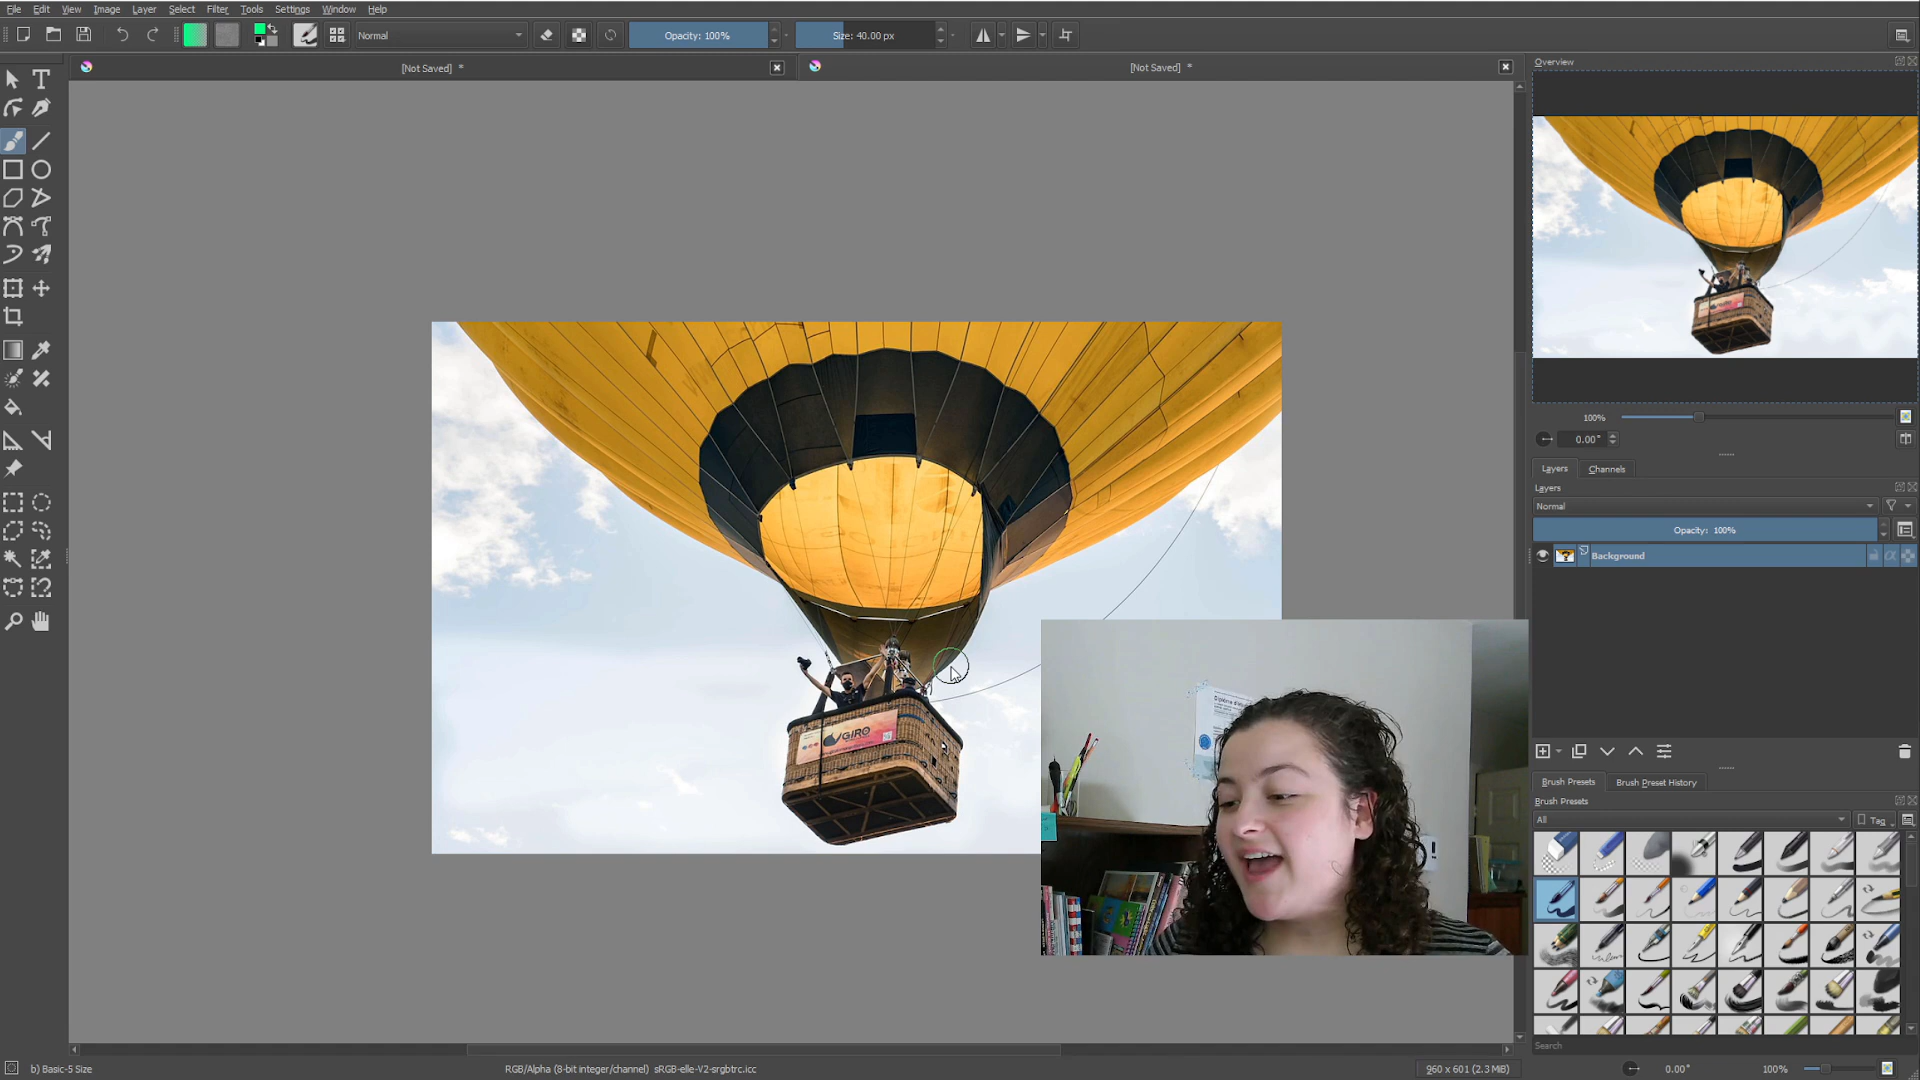 File Edit View Image Layer Select Filter Tools Settings Window Help
Normal
Opacity: 100%
Size: 40.00 px
[Not Saved] *
[Not Saved] *
Overview
100%
0.00°
Layers Channels
Layers
Normal
Opacity: 100%
Background
Brush Presets Brush Preset History
Brush Presets
All
Tag
Search
GIRO
!
b) Basic-5 Size
RGB/Alpha (8-bit integer/channel) sRGB-elle-V2-srgbtrc.icc
960 x 601 (2.3 MiB)
0.00°
100%